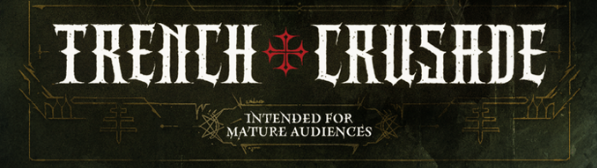 TRENCH CRUSADE
INTENDED FOR
MATURE AUDIENCES